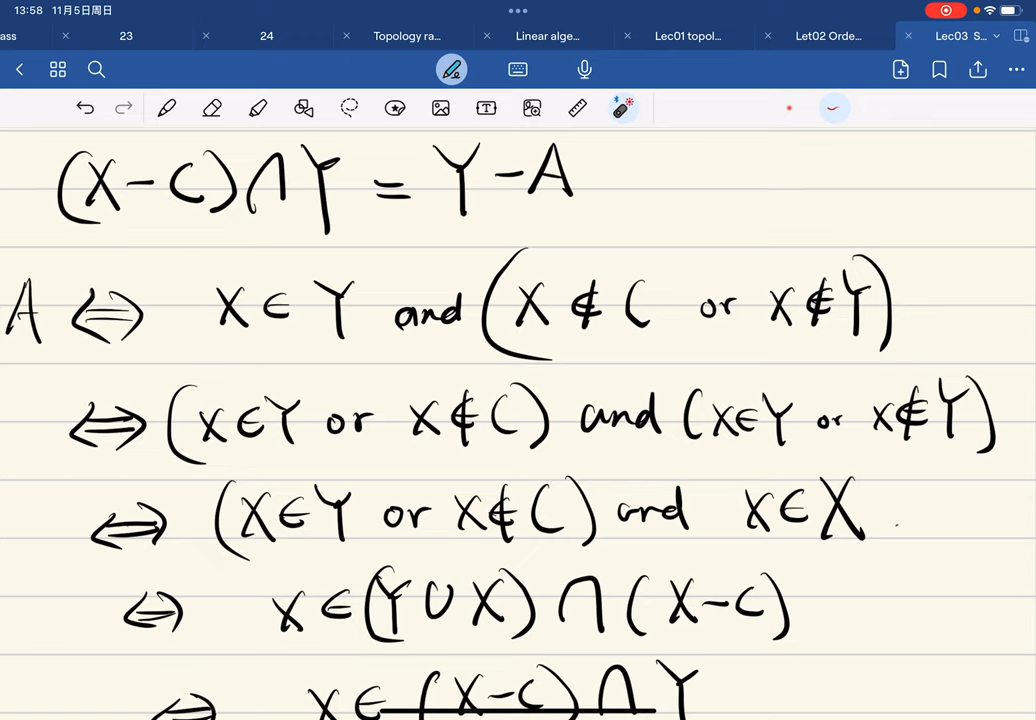 13:58 11月5日周日
ass 23 24 Topology ra... Linear alge... Lec01 topol... Let02 Orde... Lec03 S...
(X-C)∩Y = Y-A
A ⇔ x∈Y and (x∉C or x∉Y)
⇔ (x∈Y or x∉C) and (x∈Y or x∉Y)
⇔ (x∈Y or x∉C) and x∈X
⇔ x∈(Y∪X)∩(X-C)
⇔ x∈(X-C)∩Y